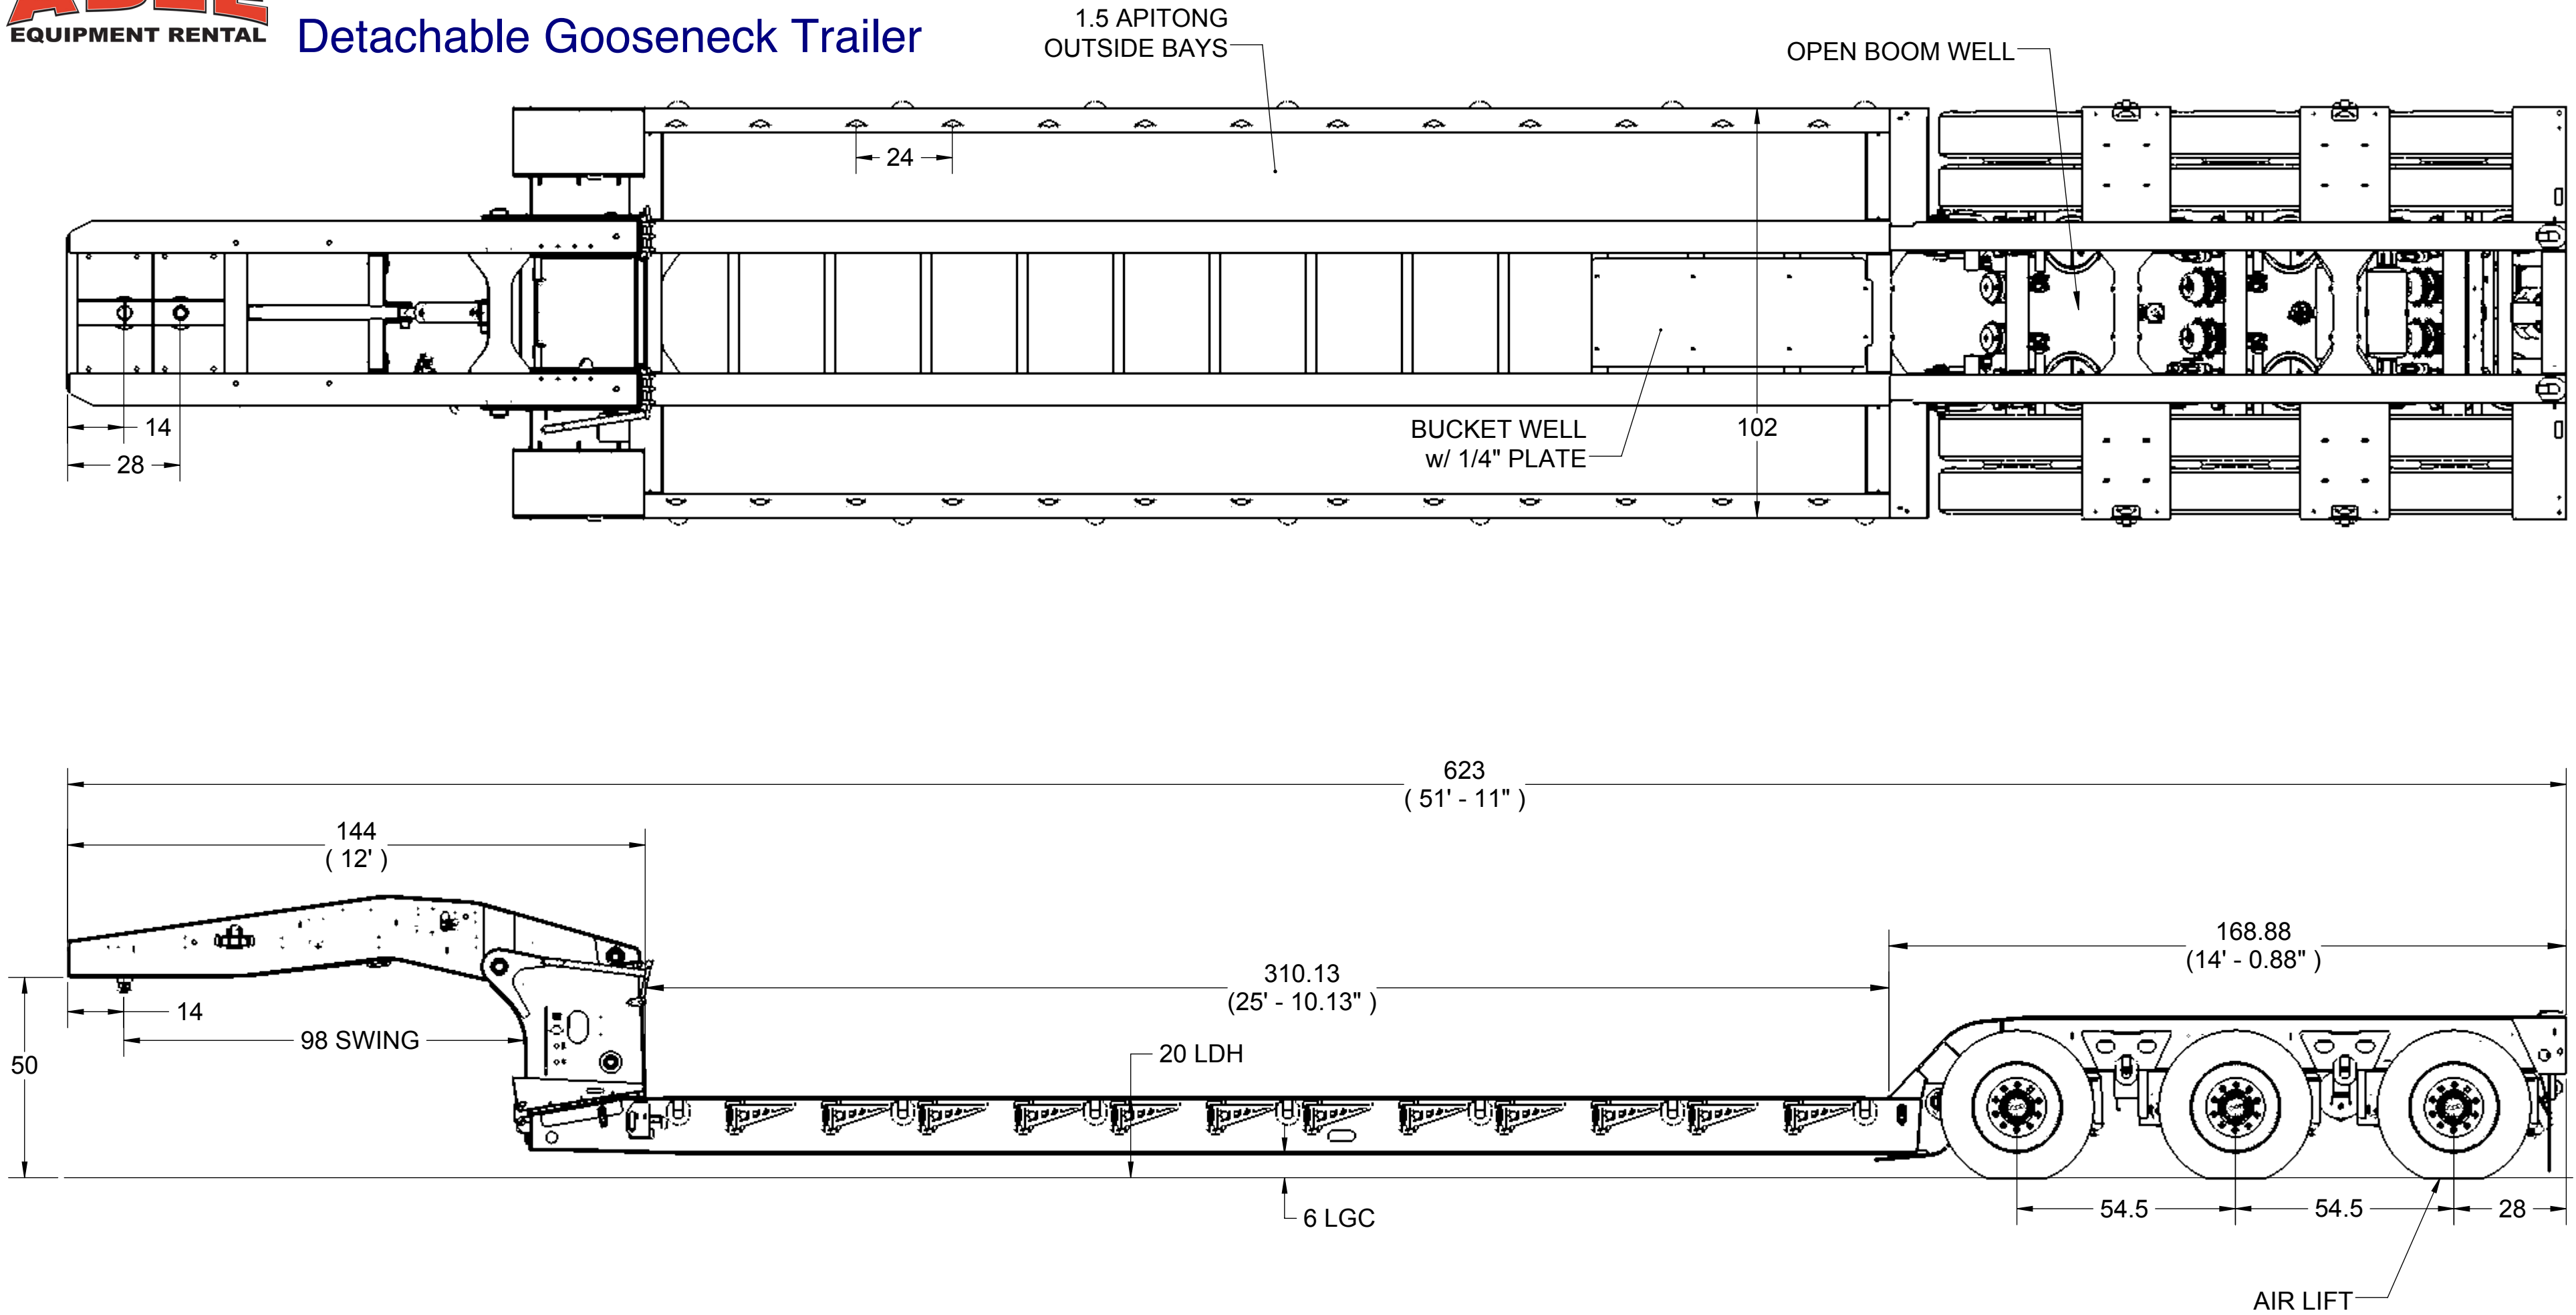 EQUIPMENT RENTAL
Detachable Gooseneck Trailer
1.5 APITONG
OUTSIDE BAYS
OPEN BOOM WELL
24
14
28
BUCKET WELL
w/ 1/4" PLATE
102
623
( 51' - 11" )
144
( 12' )
168.88
(14' - 0.88" )
310.13
(25' - 10.13" )
14
98 SWING
50
20 LDH
6 LGC
54.5
54.5
28
AIR LIFT